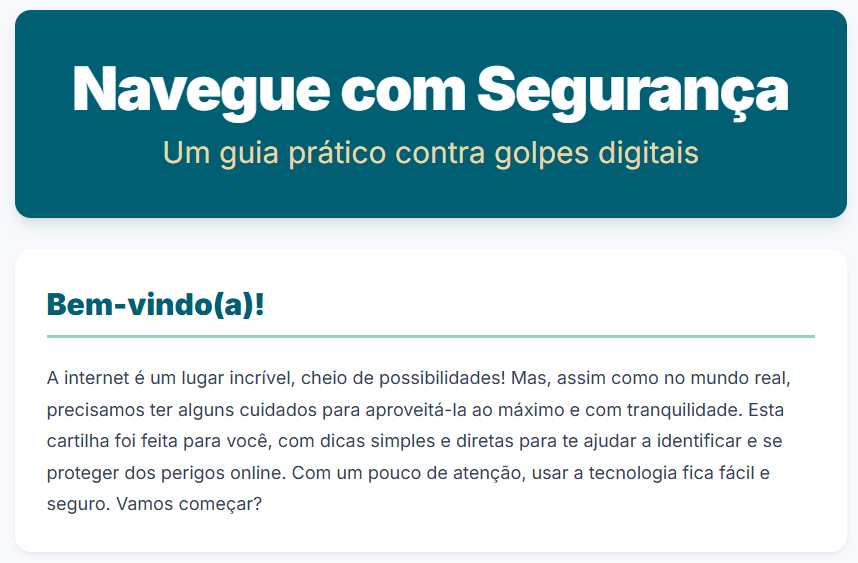 Navegue com Segurança
Um guia prático contra golpes digitais
Bem-vindo(a)!
A internet é um lugar incrível, cheio de possibilidades! Mas, assim como no mundo real,
precisamos ter alguns cuidados para aproveitá-la ao máximo e com tranquilidade. Esta
cartilha foi feita para você, com dicas simples e diretas para te ajudar a identificar e se
proteger dos perigos online. Com um pouco de atenção, usar a tecnologia fica fácil e
seguro. Vamos começar?